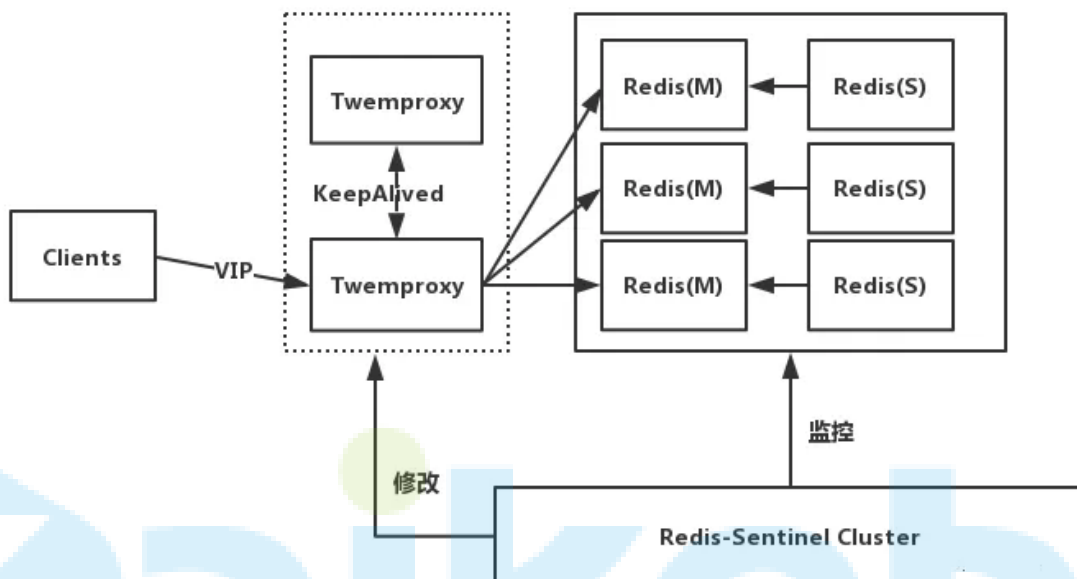 Twemproxy
Redis(M)
Redis(S)
KeepAlived
Redis(M)
Redis(S)
Clients
VIP
Twemproxy
Redis(M)
Redis(S)
监控
修改
Redis-Sentinel Cluster